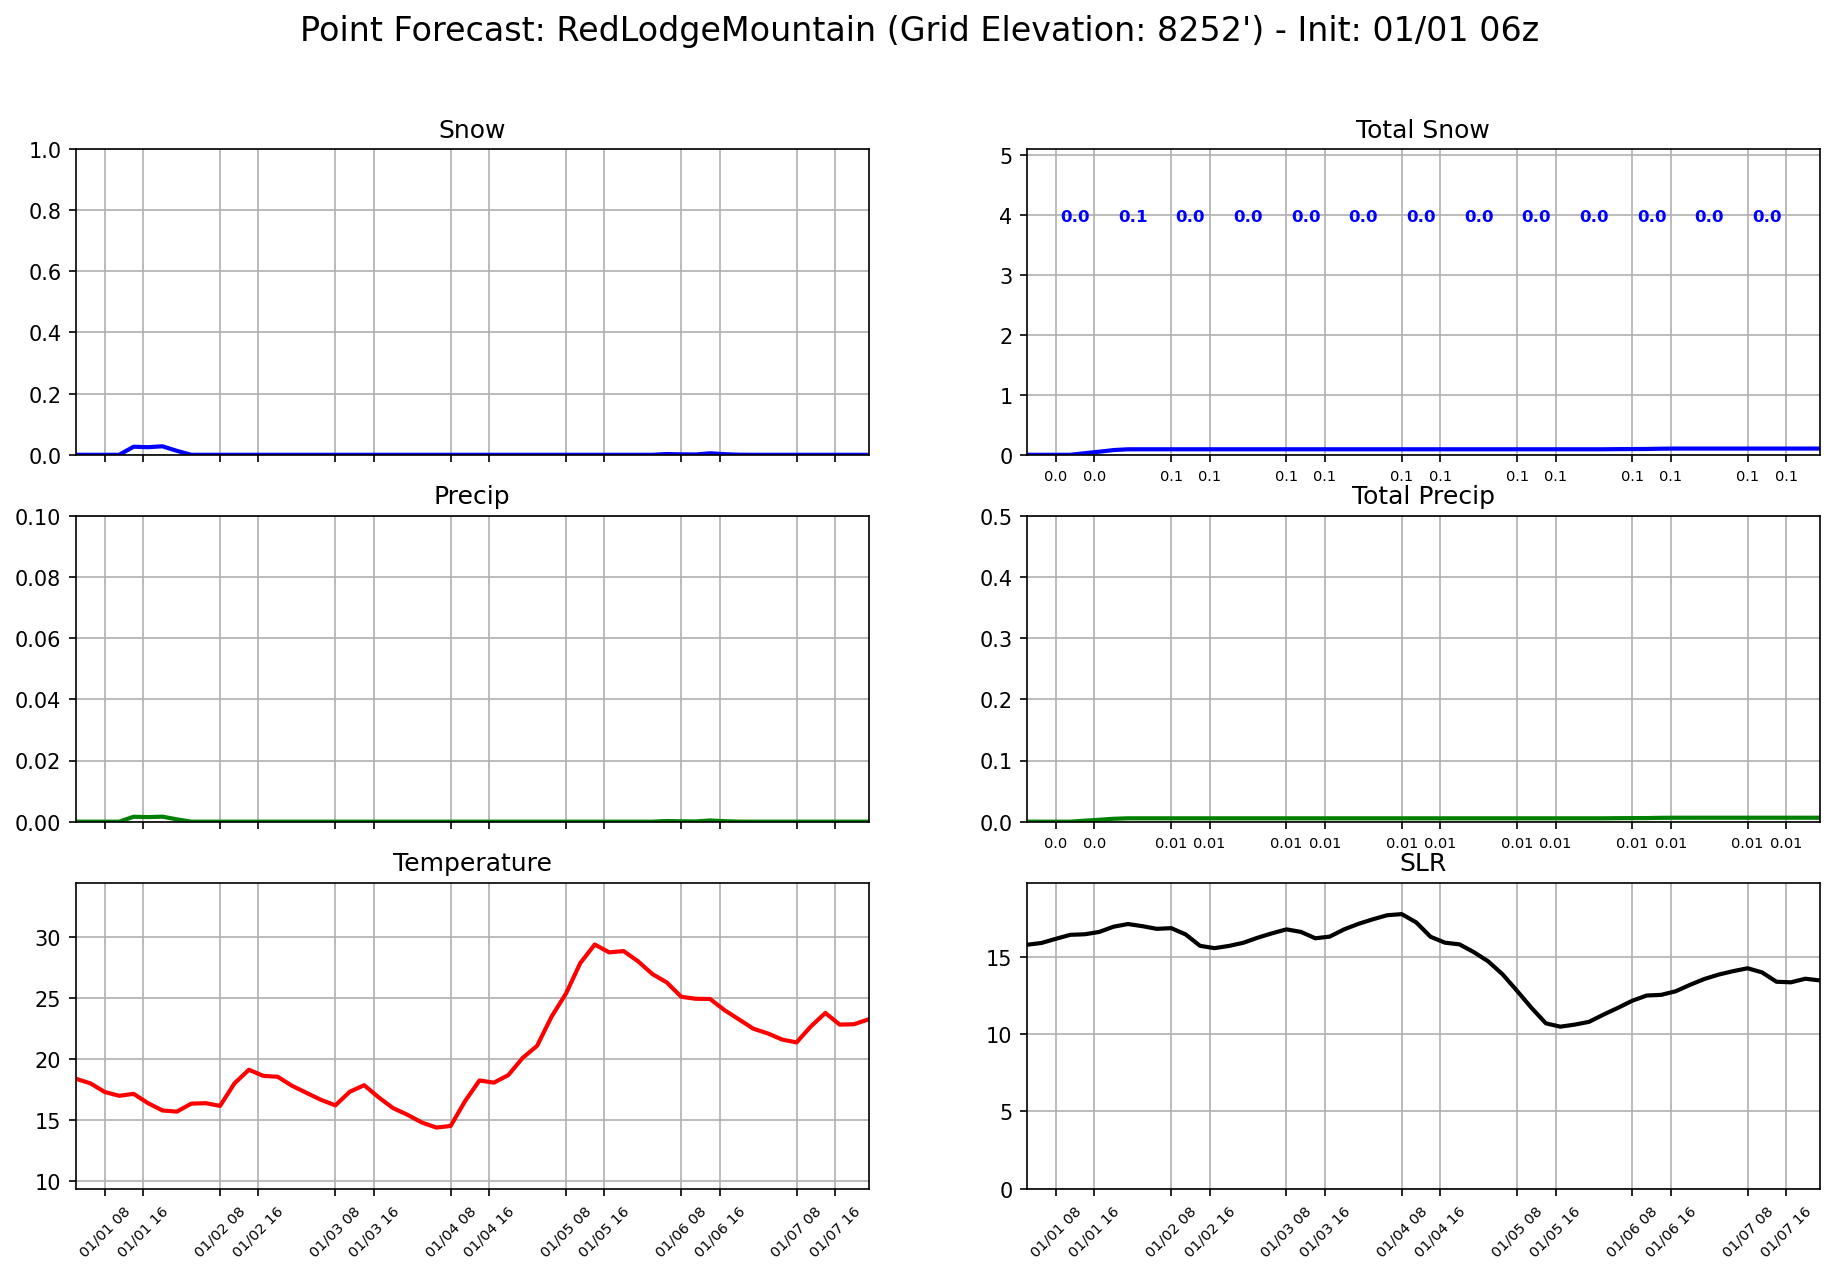 Point Forecast: RedLodgeMountain (Grid Elevation: 8252') - Init: 01/01 06z
Snow
1.0
0.8
0.6
0.4
0.2
0.0
Total Snow
5
4
3
2
1
0
0.0 0.1 0.0 0.0 0.0 0.0 0.0 0.0 0.0 0.0 0.0 0.0 0.0
0.0 0.0 0.1 0.1 0.1 0.1 0.1 0.1 0.1 0.1 0.1 0.1 0.1 0.1
Precip
0.10
0.08
0.06
0.04
0.02
0.00
Total Precip
0.5
0.4
0.3
0.2
0.1
0.0
0.0 0.0 0.01 0.01 0.01 0.01 0.01 0.01 0.01 0.01 0.01 0.01 0.01 0.01
Temperature
30
25
20
15
10
01/01 08 01/01 16 01/02 08 01/02 16 01/03 08 01/03 16 01/04 08 01/04 16 01/05 08 01/05 16 01/06 08 01/06 16 01/07 08 01/07 16
SLR
15
10
5
0
01/01 08 01/01 16 01/02 08 01/02 16 01/03 08 01/03 16 01/04 08 01/04 16 01/05 08 01/05 16 01/06 08 01/06 16 01/07 08 01/07 16